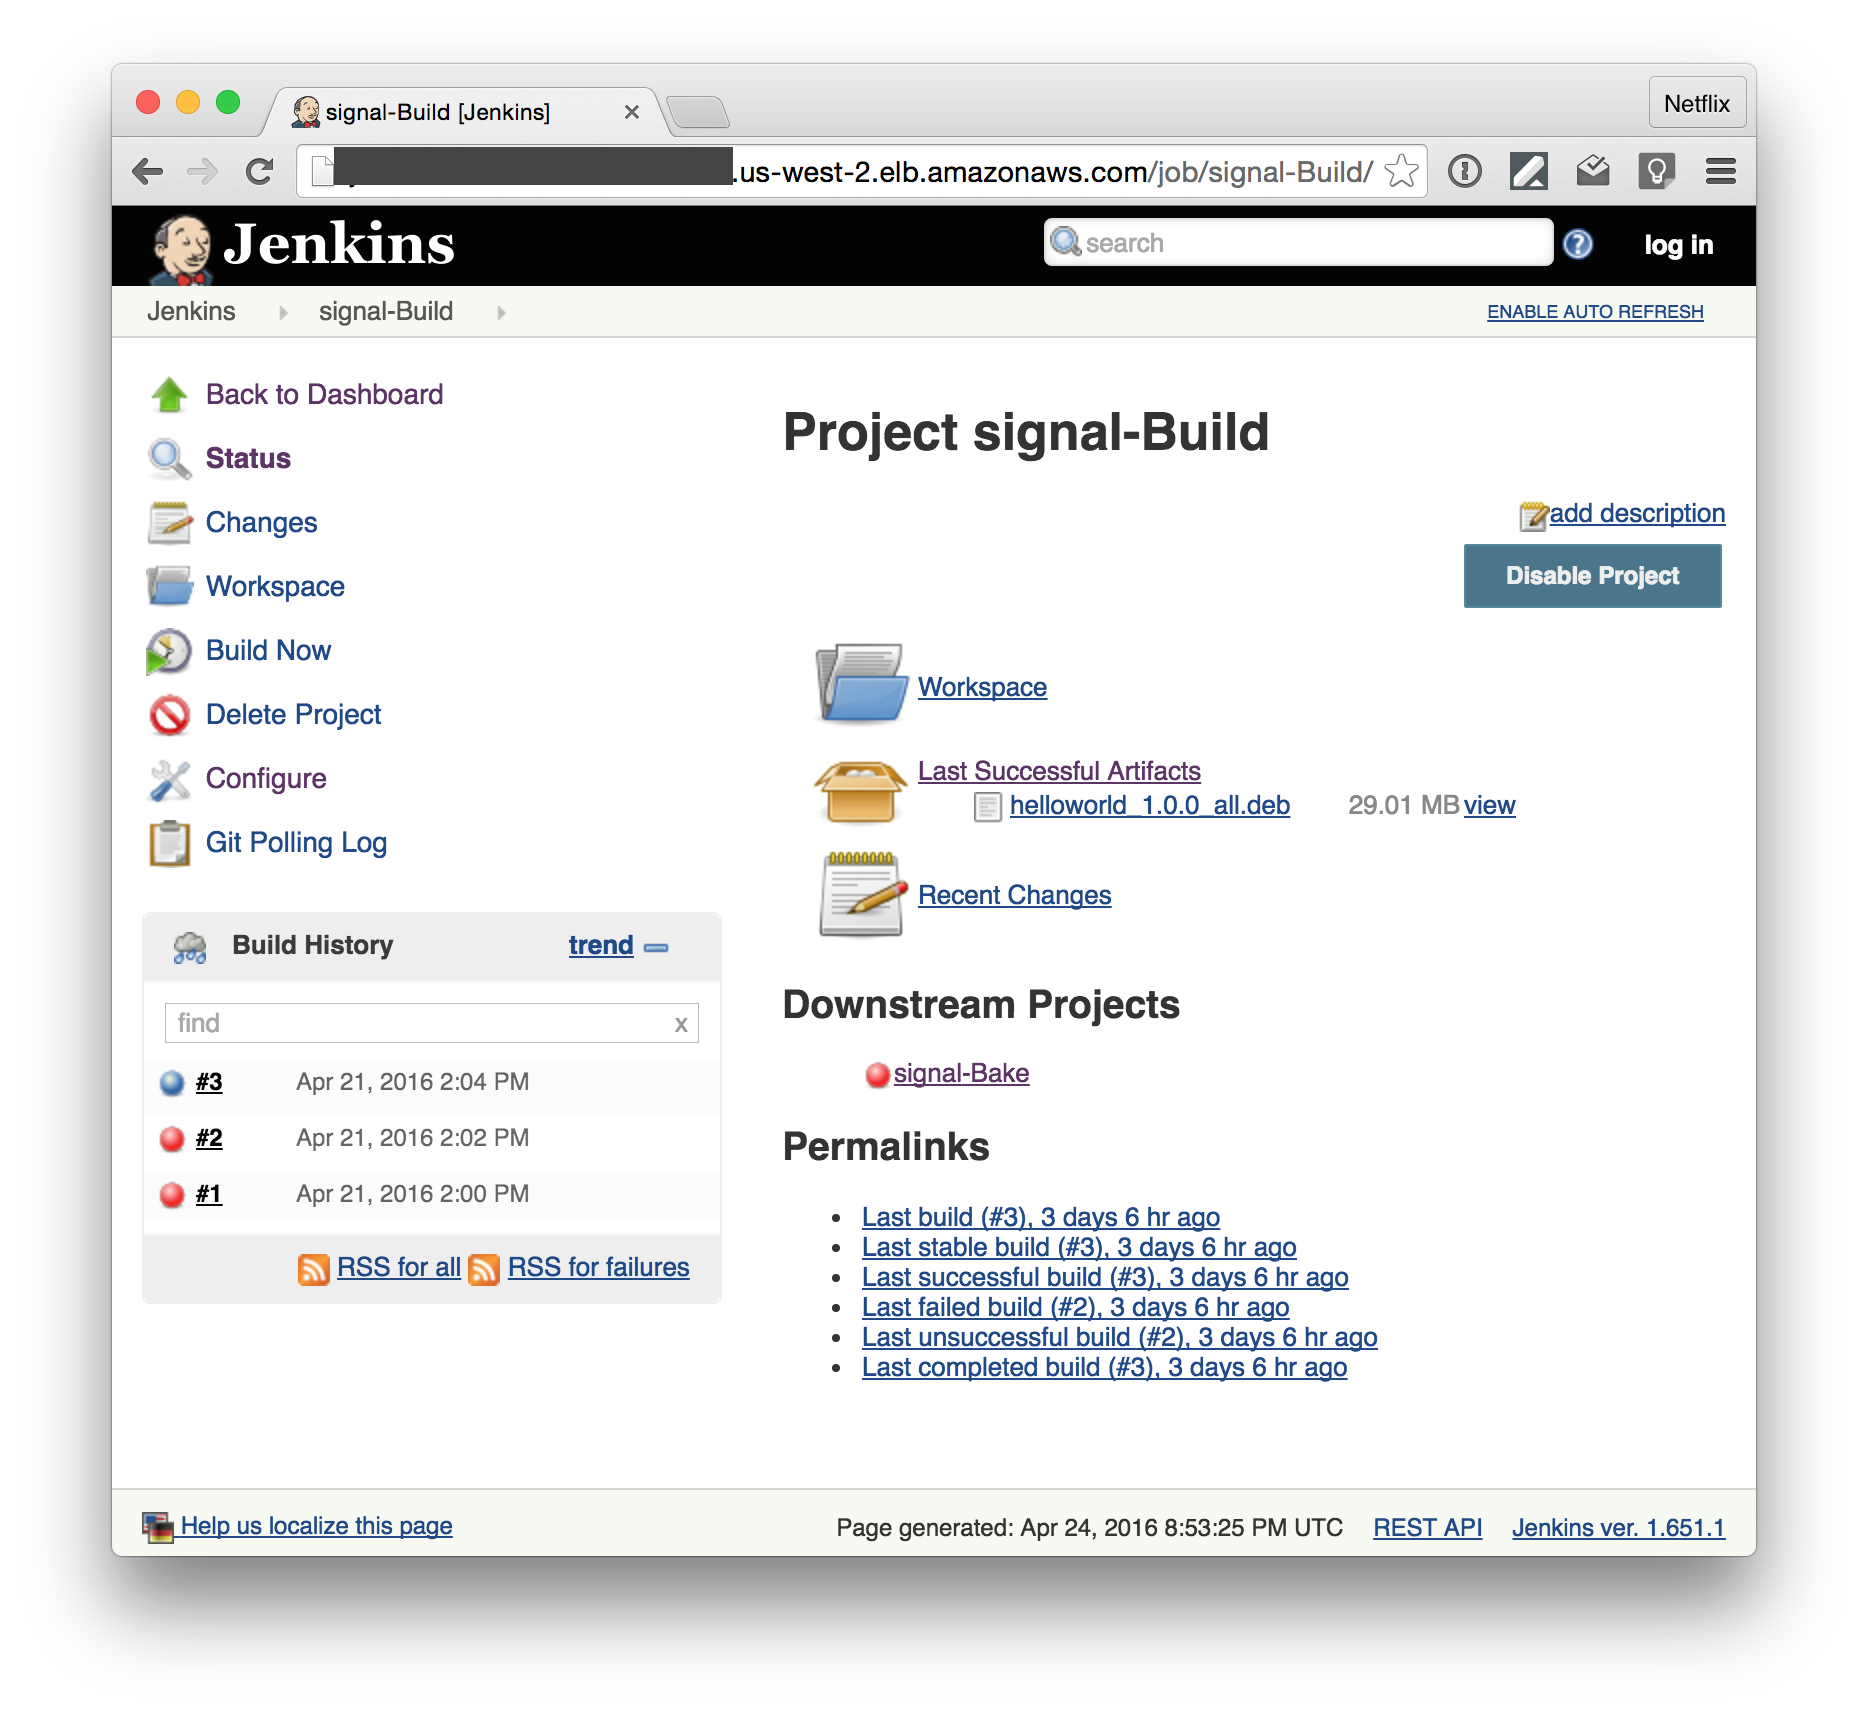 signal-Build [Jenkins]
Netflix
.us-west-2.elb.amazonaws.com/job/signal-Build/
Jenkins
search
log in
Jenkins
signal-Build
ENABLE AUTO REFRESH
Back to Dashboard
Status
Changes
Workspace
Build Now
Delete Project
Configure
Git Polling Log
Build History
trend
find
x
#3 Apr 21, 2016 2:04 PM
#2 Apr 21, 2016 2:02 PM
#1 Apr 21, 2016 2:00 PM
RSS for all RSS for failures
Project signal-Build
add description
Disable Project
Workspace
Last Successful Artifacts
helloworld_1.0.0_all.deb 29.01 MB view
Recent Changes
Downstream Projects
signal-Bake
Permalinks
Last build (#3), 3 days 6 hr ago
Last stable build (#3), 3 days 6 hr ago
Last successful build (#3), 3 days 6 hr ago
Last failed build (#2), 3 days 6 hr ago
Last unsuccessful build (#2), 3 days 6 hr ago
Last completed build (#3), 3 days 6 hr ago
Help us localize this page
Page generated: Apr 24, 2016 8:53:25 PM UTC REST API Jenkins ver. 1.651.1